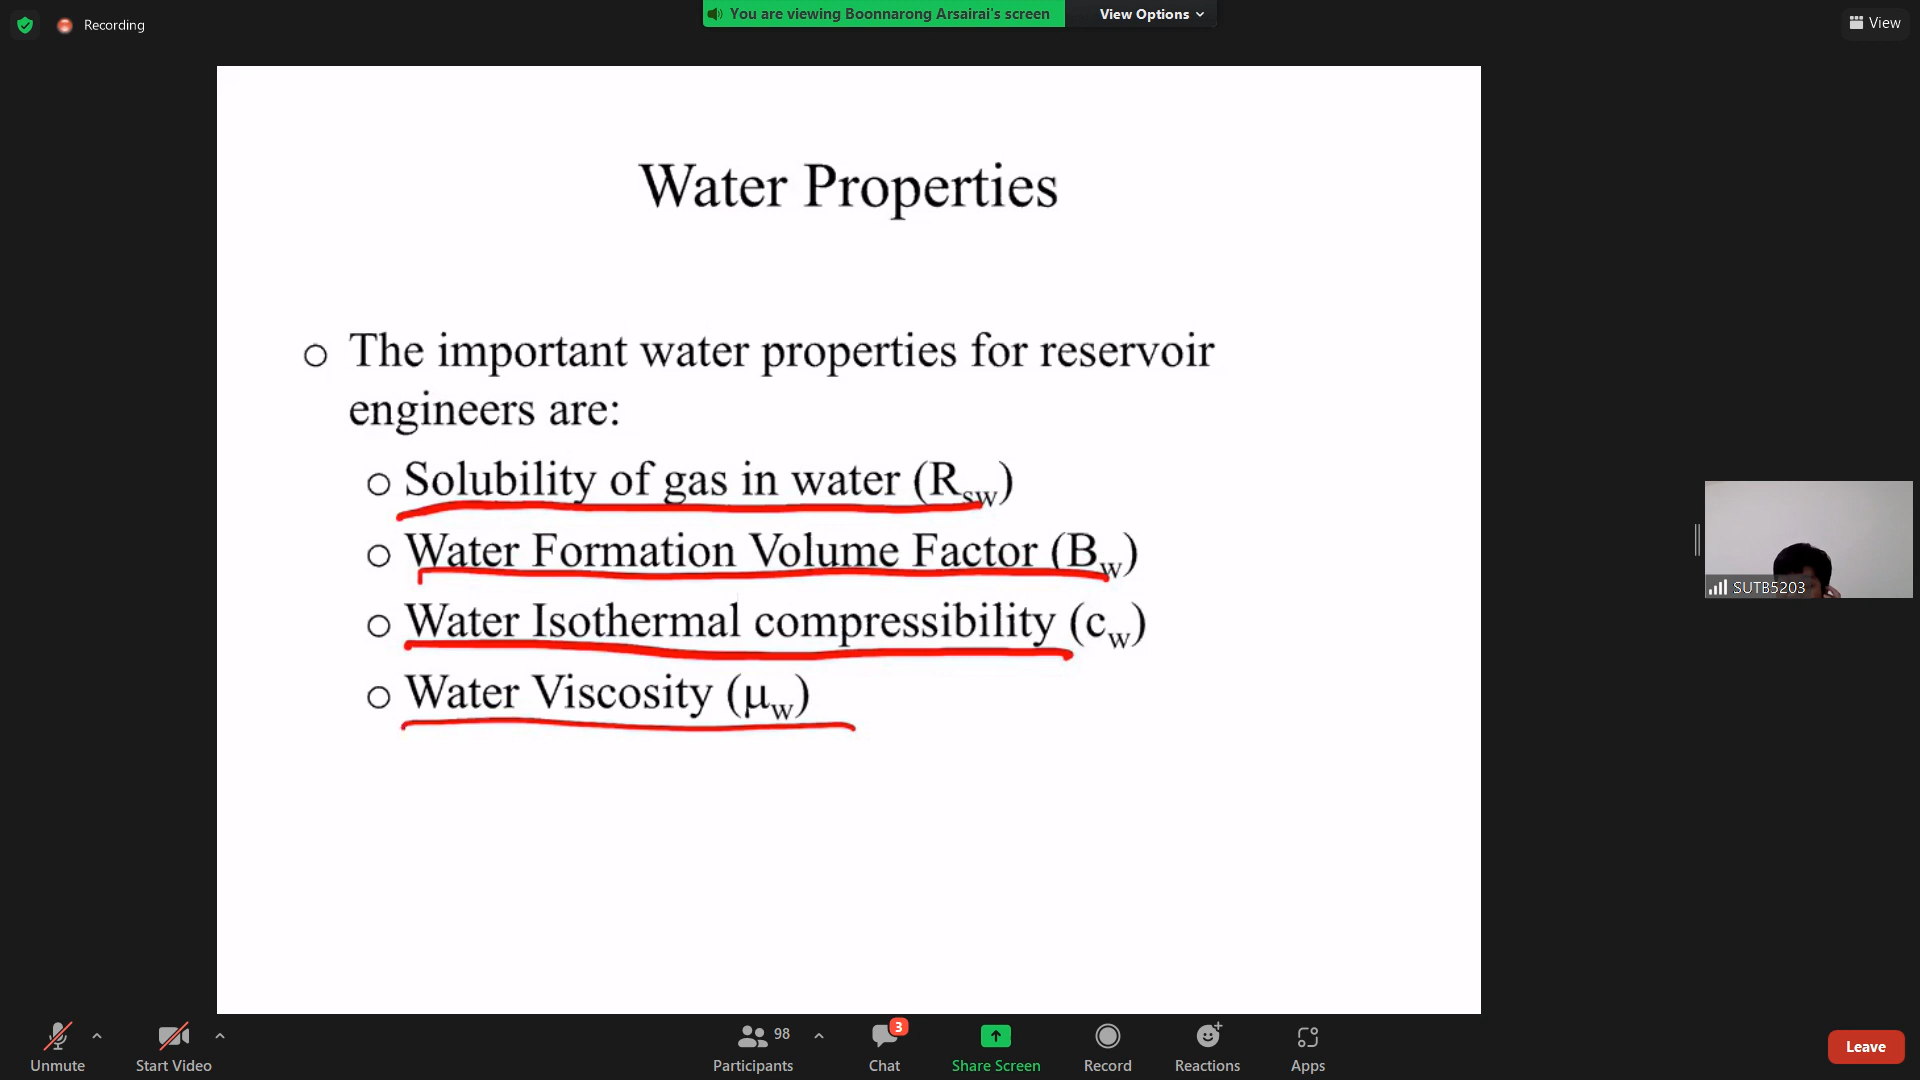 Recording
You are viewing Boonnarong Arsairai's screen
View Options
View
Water Properties
The important water properties for reservoir
engineers are:
Solubility of gas in water (Rsw)
Water Formation Volume Factor (Bw)
Water Isothermal compressibility (cw)
Water Viscosity (μw)
SUTB5203
Unmute
Start Video
Participants
98
Chat
3
Share Screen
Record
Reactions
Apps
Leave